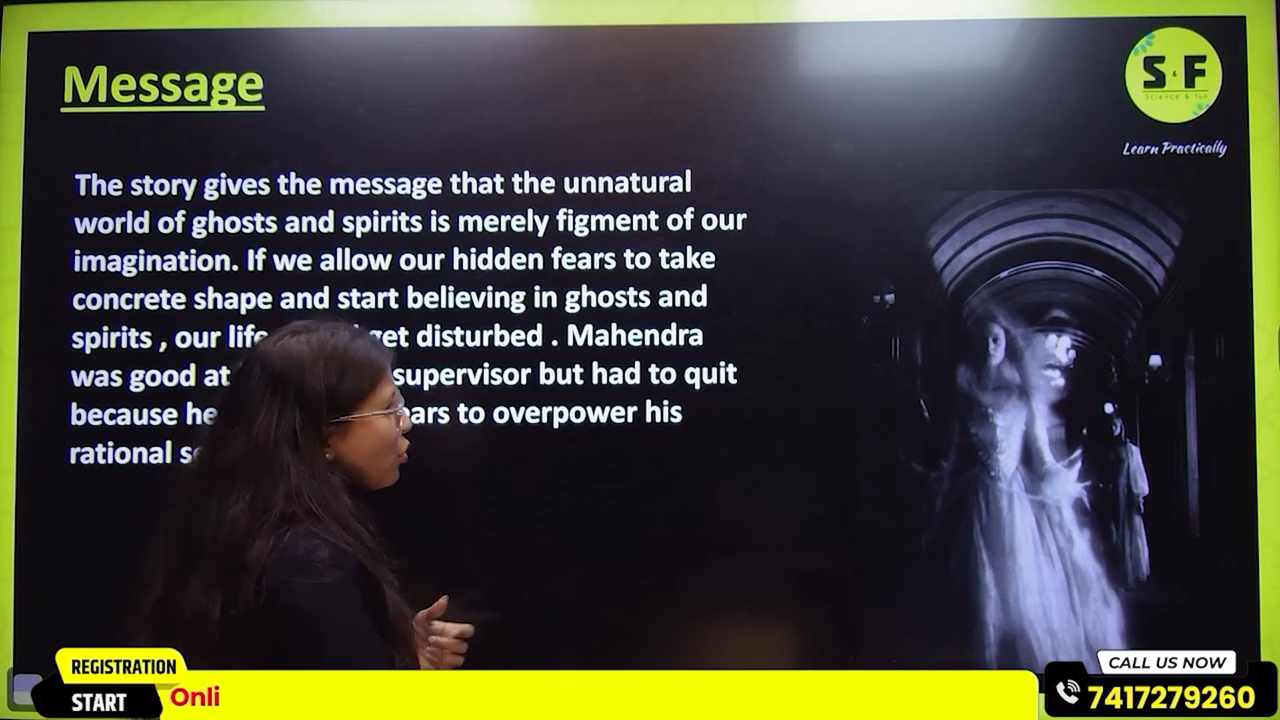 Message
S&F
Science & fun
Learn Practically
The story gives the message that the unnatural
world of ghosts and spirits is merely figment of our
imagination. If we allow our hidden fears to take
concrete shape and start believing in ghosts and
spirits , our life get disturbed . Mahendra
was good at supervisor but had to quit
because he to overpower his
rational
REGISTRATION
START
Onli
CALL US NOW
7417279260